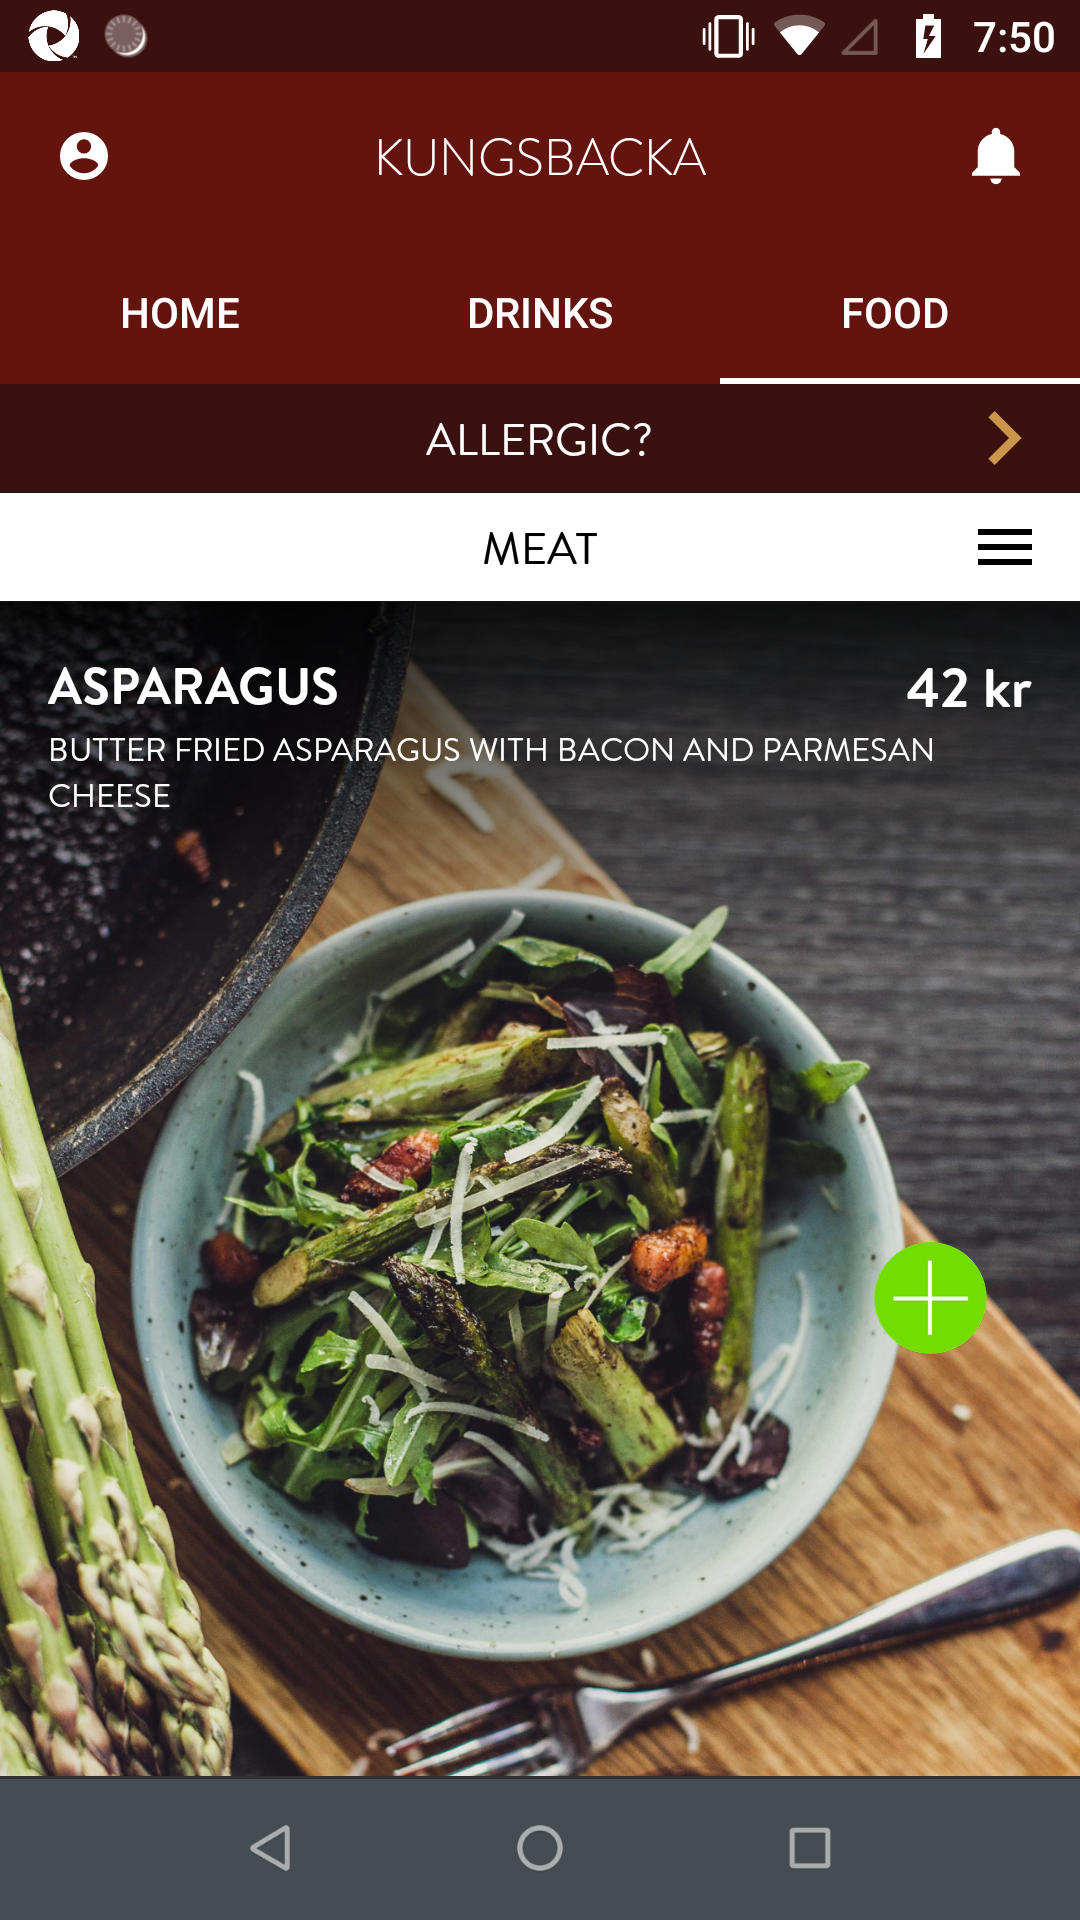 7:50
KUNGSBACKA
HOME DRINKS FOOD
ALLERGIC?
MEAT
ASPARAGUS 42 kr
BUTTER FRIED ASPARAGUS WITH BACON AND PARMESAN
CHEESE